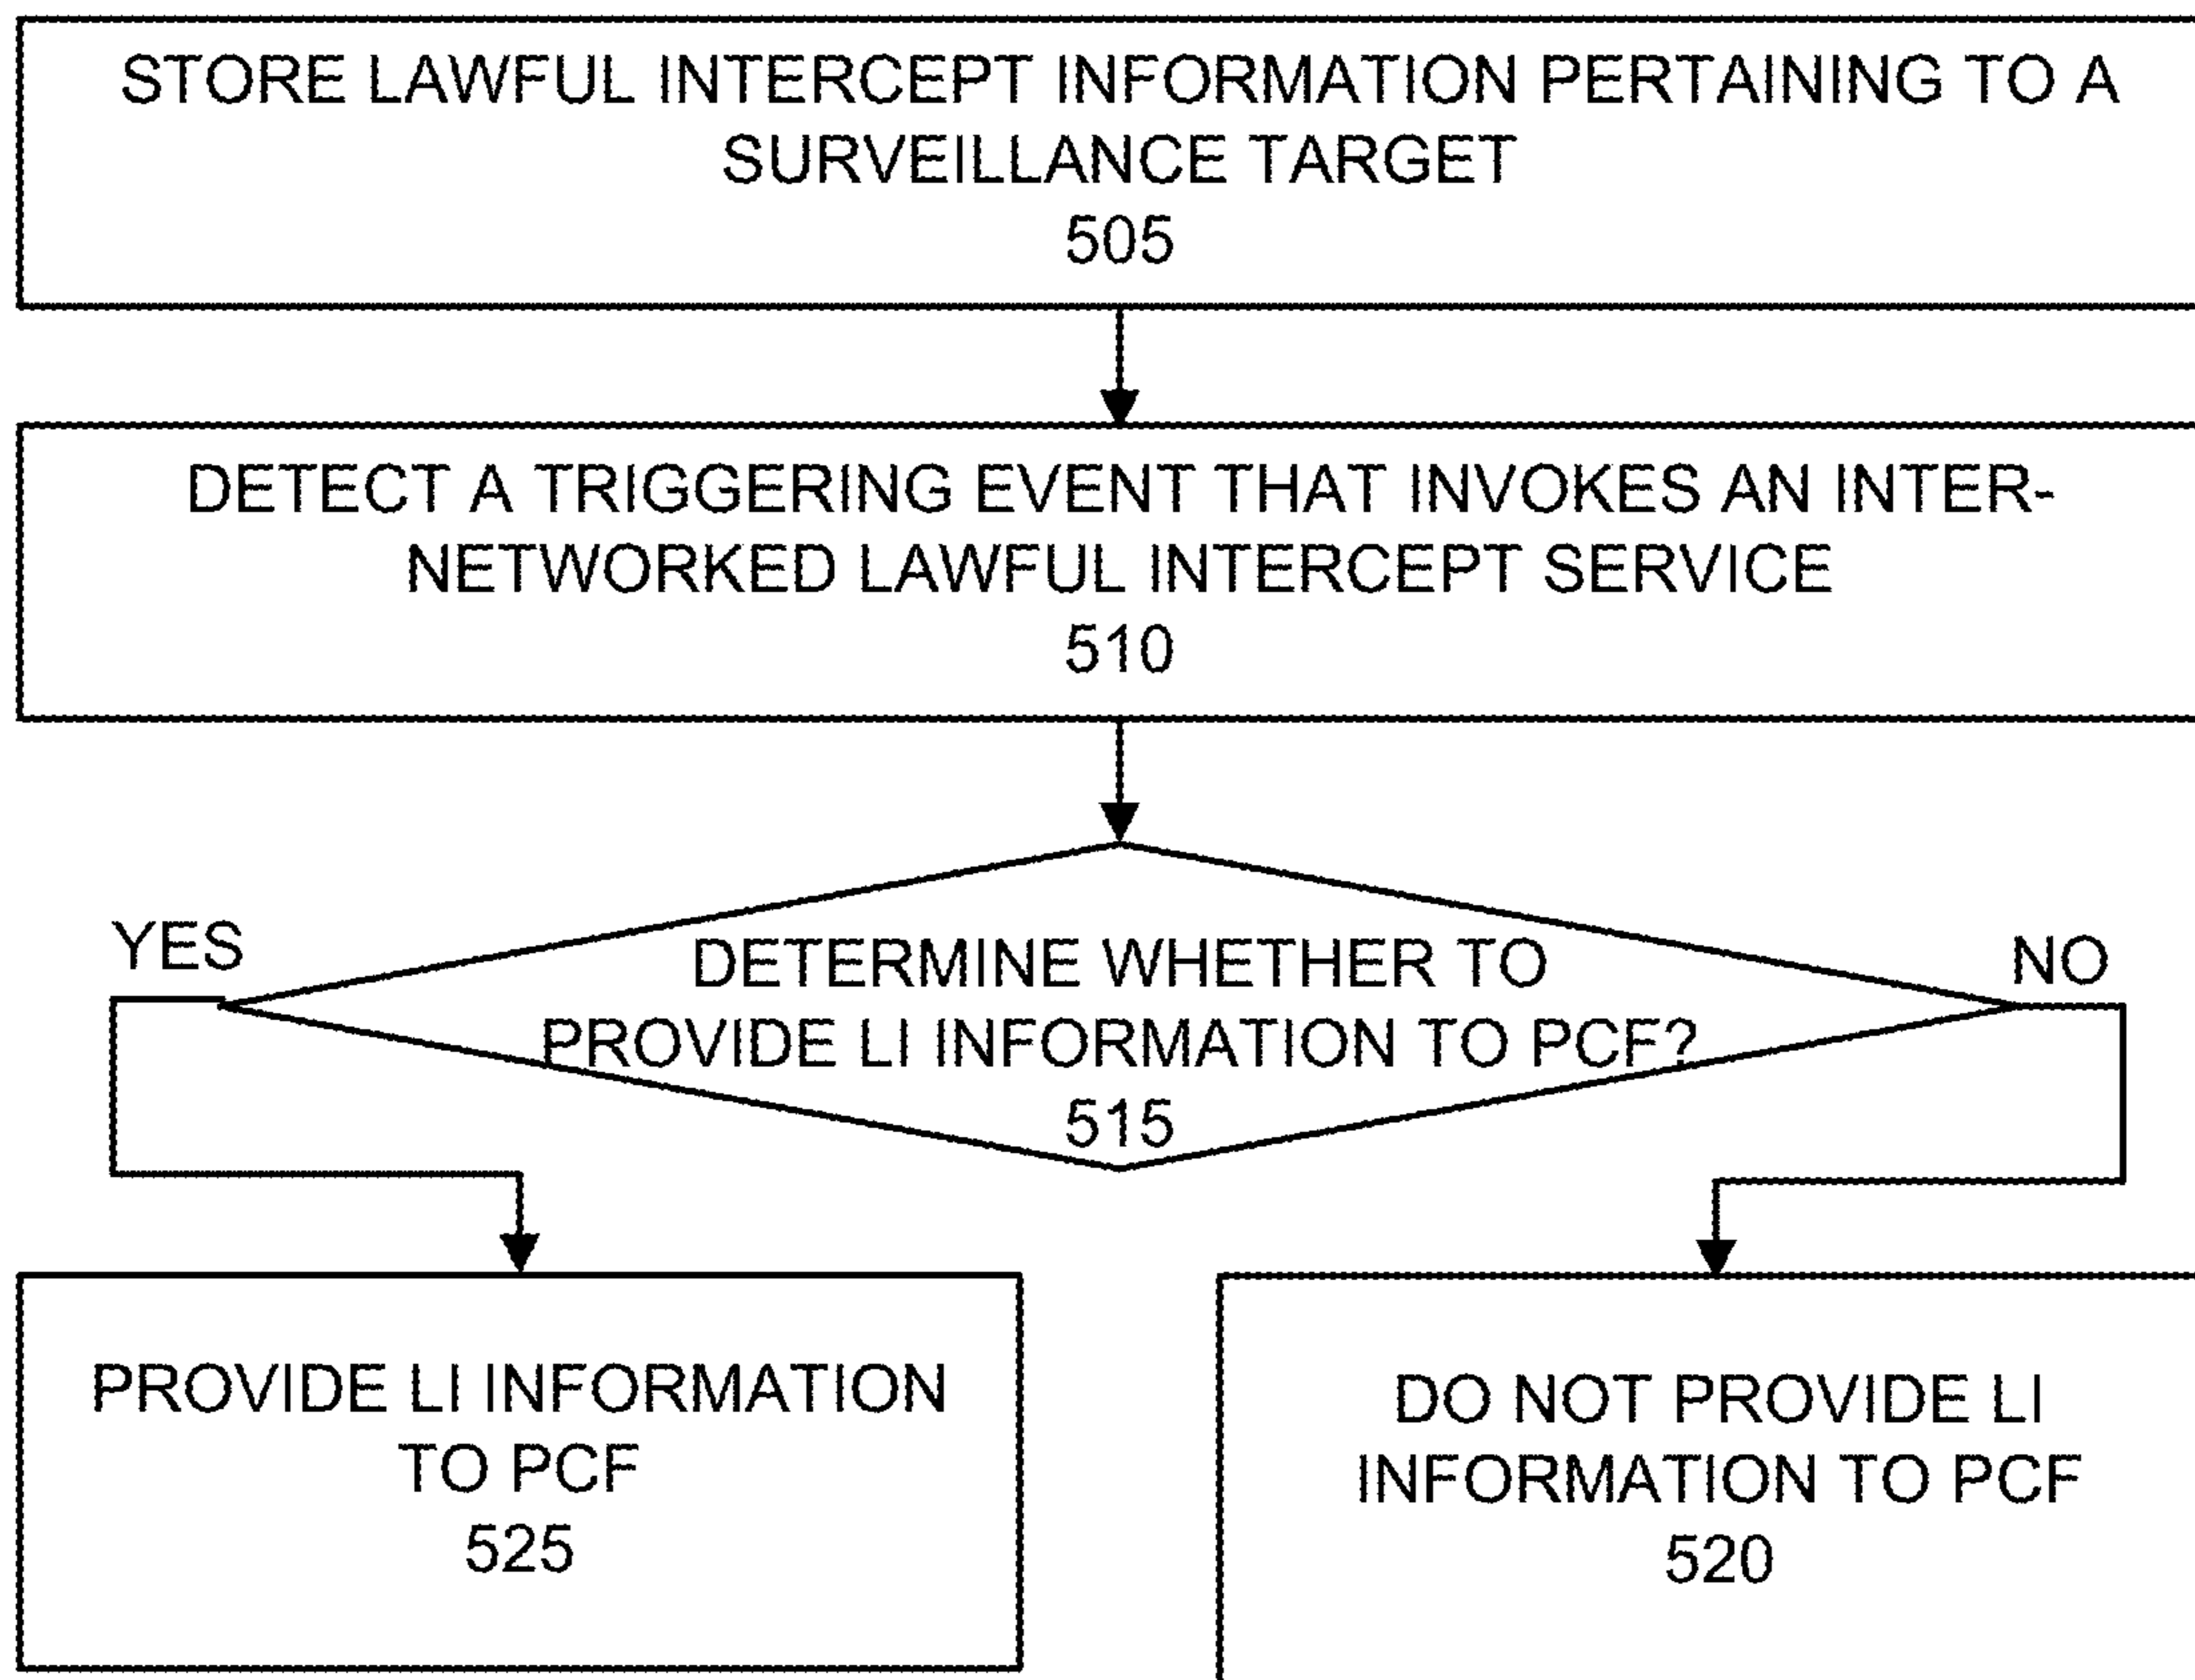 STORE LAWFUL INTERCEPT INFORMATION PERTAINING TO A
SURVEILLANCE TARGET
505
DETECT A TRIGGERING EVENT THAT INVOKES AN INTER-
NETWORKED LAWFUL INTERCEPT SERVICE
510
YES
NO
DETERMINE WHETHER TO
PROVIDE LI INFORMATION TO PCF?
515
PROVIDE LI INFORMATION
TO PCF
525
DO NOT PROVIDE LI
INFORMATION TO PCF
520